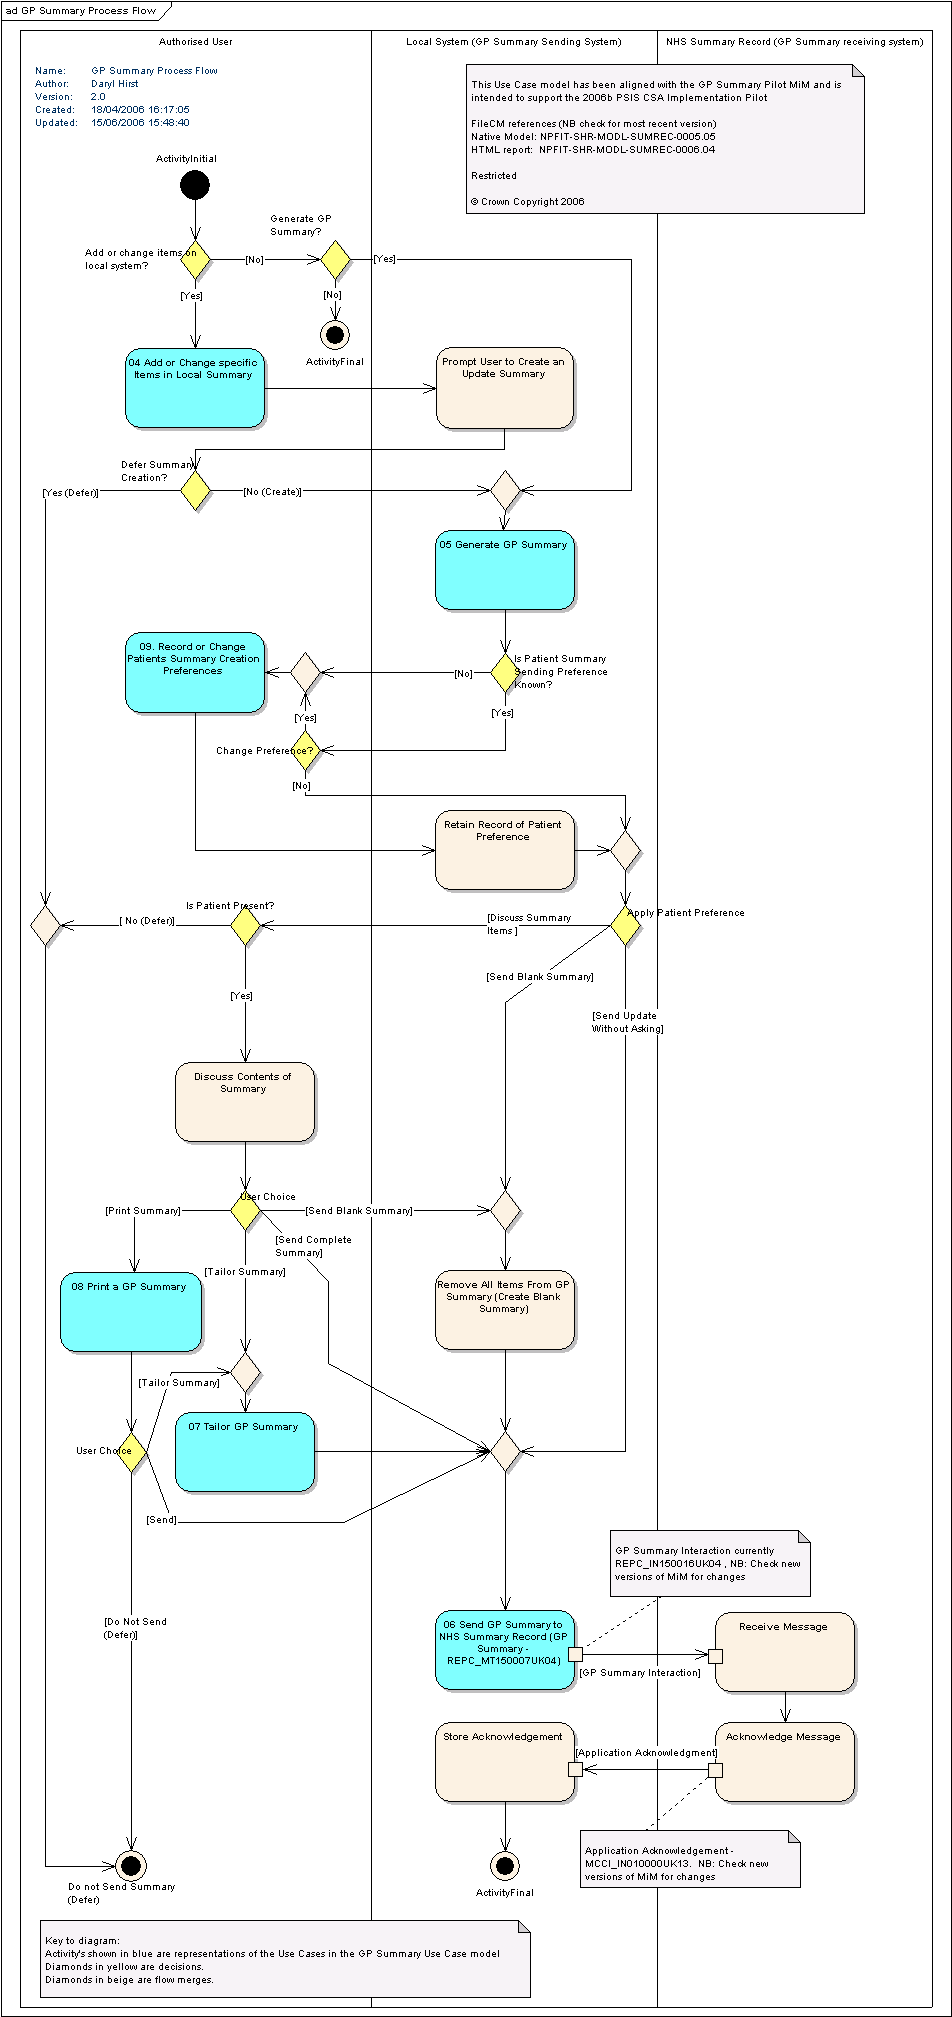 ad GP Summary Process Flow
Authorised User
Local System (GP Summary Sending System)
NHS Summary Record (GP Summary receiving system)
Name: GP Summary Process Flow
Author: Daryl Hirst
Version: 2.0
Created: 18/04/2006 16:17:05
Updated: 15/06/2006 15:48:40
This Use Case model has been aligned with the GP Summary Pilot MiM and is
intended to support the 2006b PSIS CSA Implementation Pilot
FileCM references (NB check for most recent version)
Native Model: NPFIT-SHR-MODL-SUMREC-0005.05
HTML report: NPFIT-SHR-MODL-SUMREC-0006.04
Restricted
© Crown Copyright 2006
ActivityInitial
Generate GP
Summary?
Add or change items on
local system?
[No]
[Yes]
[Yes]
[No]
ActivityFinal
04 Add or Change specific
Items in Local Summary
Prompt User to Create an
Update Summary
Defer Summary
Creation?
[Yes (Defer)]
[No (Create)]
05 Generate GP Summary
09. Record or Change
Patients Summary Creation
Preferences
Is Patient Summary
Sending Preference
Known?
[No]
[Yes]
[Yes]
Change Preference?
[No]
Retain Record of Patient
Preference
Is Patient Present?
[ No (Defer)]
[Discuss Summary
Items ]
Apply Patient Preference
[Send Blank Summary]
[Yes]
[Send Update
Without Asking]
Discuss Contents of
Summary
User Choice
[Print Summary]
[Send Blank Summary]
[Send Complete
Summary]
[Tailor Summary]
08 Print a GP Summary
Remove All Items From GP
Summary (Create Blank
Summary)
[Tailor Summary]
07 Tailor GP Summary
User Choice
[Send]
GP Summary Interaction currently
REPC_IN150016UK04 , NB: Check new
versions of MiM for changes
[Do Not Send
(Defer)]
06 Send GP Summary to
NHS Summary Record (GP
Summary -
REPC_MT150007UK04)
Receive Message
[GP Summary Interaction]
Store Acknowledgement
Acknowledge Message
[Application Acknowledgment]
Application Acknowledgement -
MCCI_IN010000UK13. NB: Check new
versions of MiM for changes
Do not Send Summary
(Defer)
ActivityFinal
Key to diagram:
Activity's shown in blue are representations of the Use Cases in the GP Summary Use Case model
Diamonds in yellow are decisions.
Diamonds in beige are flow merges.